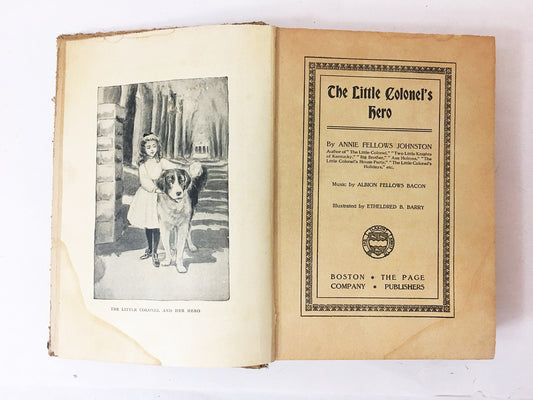 THE LITTLE COLONEL AND HER HERO
The Little Colonel's
Hero
By ANNIE FELLOWS JOHNSTON
Author of "The Little Colonel," "Two Little Knights
of Kentucky," "Big Brother," "Asa Holmes," "The
Little Colonel's House-Party," "The Little Colonel's
Holidays," etc.
Music by ALBION FELLOWS BACON
Illustrated by ETHELDRED B. BARRY
BOSTON • THE PAGE
COMPANY • PUBLISHERS